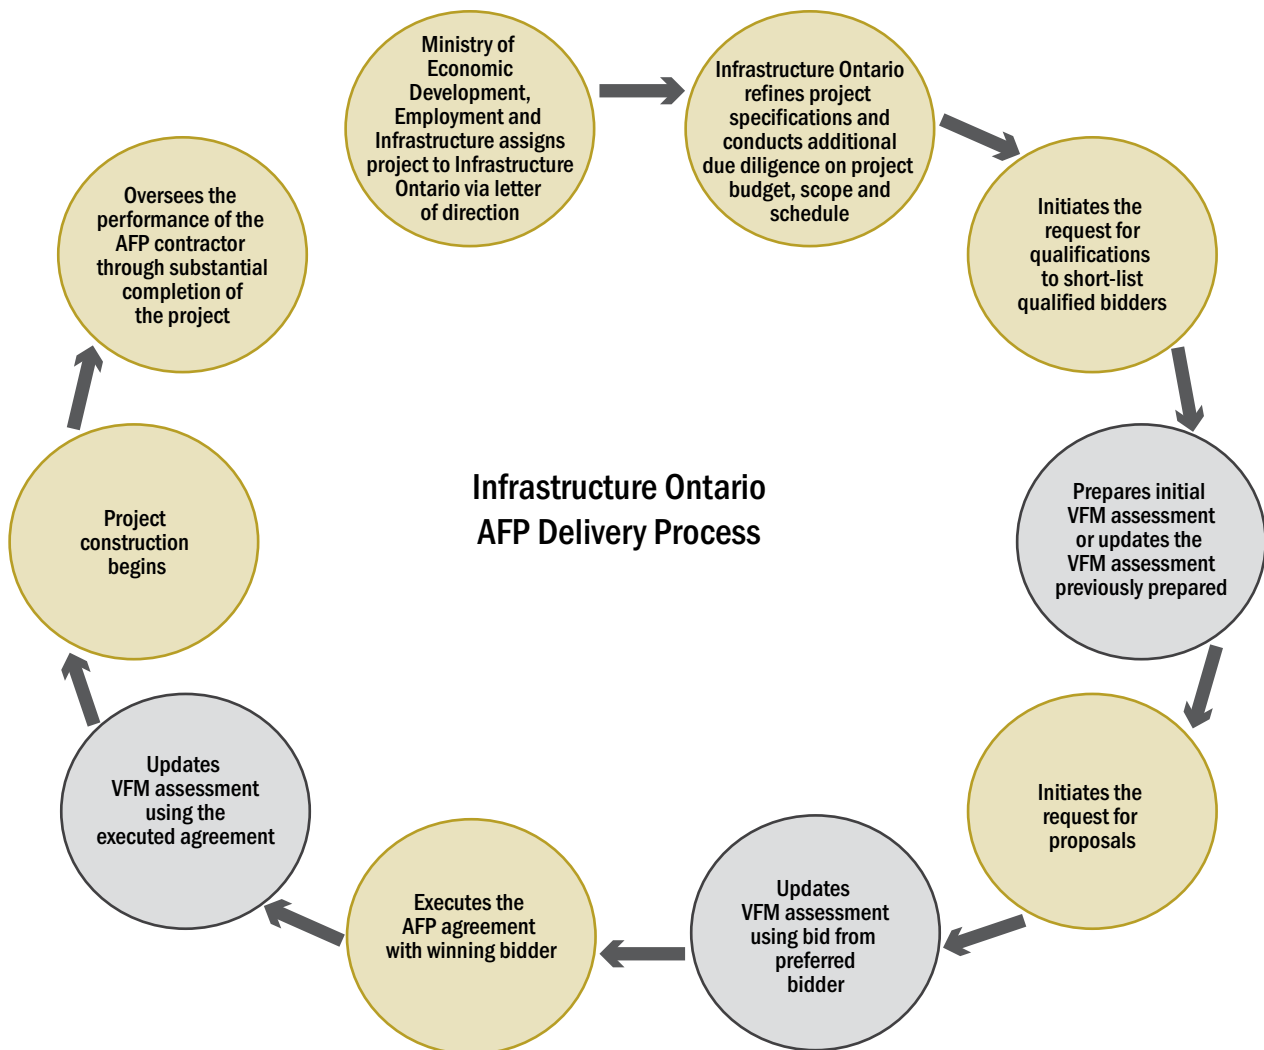 Ministry of
Economic
Development,
Employment and
Infrastructure assigns
project to Infrastructure
Ontario via letter
of direction
Infrastructure Ontario
refines project
specifications and
conducts additional
due diligence on project
budget, scope and
schedule
Initiates the
request for
qualifications
to short-list
qualified bidders
Prepares initial
VFM assessment
or updates the
VFM assessment
previously prepared
Initiates the
request for
proposals
Updates
VFM assessment
using bid from
preferred
bidder
Executes the
AFP agreement
with winning bidder
Updates
VFM assessment
using the
executed agreement
Project
construction
begins
Oversees the
performance of the
AFP contractor
through substantial
completion of
the project
Infrastructure Ontario
AFP Delivery Process